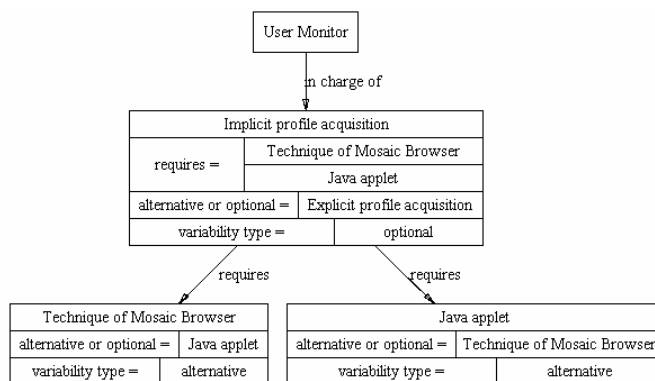 User Monitor
in charge of
Implicit profile acquisition
requires =
Technique of Mosaic Browser
Java applet
alternative or optional = Explicit profile acquisition
variability type = optional
requires requires
Technique of Mosaic Browser
alternative or optional = Java applet
variability type = alternative
Java applet
alternative or optional = Technique of Mosaic Browser
variability type = alternative